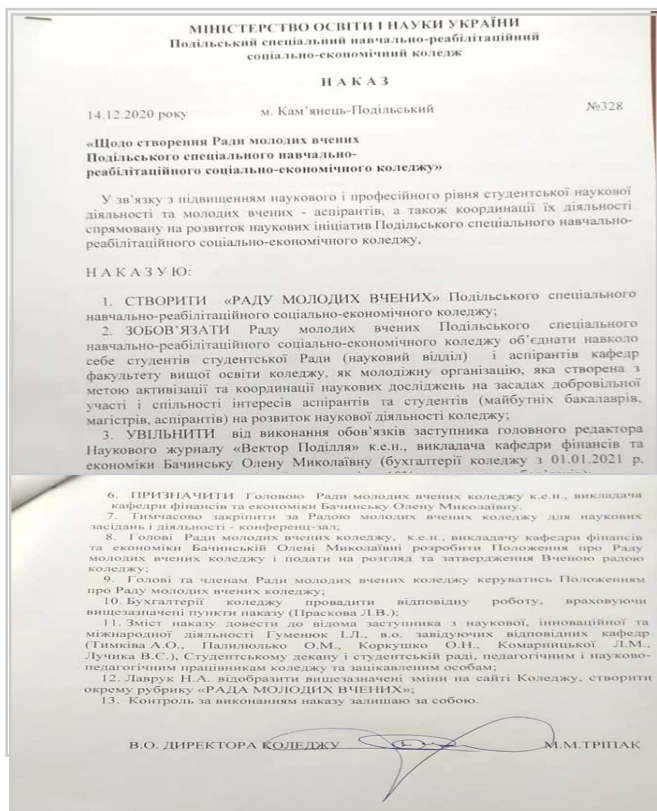 МІНІСТЕРСТВО ОСВІТИ І НАУКИ УКРАЇНИ
Подільський спеціальний навчально-реабілітаційний
соціально-економічний коледж
Н А К А З
14.12.2020 року м. Кам’янець-Подільський №328
«Щодо створення Ради молодих вчених
Подільського спеціального навчально-
реабілітаційного соціально-економічного коледжу»
У зв’язку з підвищенням наукового і професійного рівня студентської наукової
діяльності та молодих вчених - аспірантів, а також координації їх діяльності
спрямовану на розвиток наукових ініціатив Подільського спеціального навчально-
реабілітаційного соціально-економічного коледжу,
Н А К А З У Ю:
1. СТВОРИТИ «РАДУ МОЛОДИХ ВЧЕНИХ» Подільського спеціального
навчально-реабілітаційного соціально-економічного коледжу;
2. ЗОБОВ’ЯЗАТИ Раду молодих вчених Подільського спеціального
навчально-реабілітаційного соціально-економічного коледжу об’єднати навколо
себе студентів студентської Ради (науковий відділ) і аспірантів кафедр
факультету вищої освіти коледжу, як молодіжну організацію, яка створена з
метою активізації та координації наукових досліджень на засадах добровільної
участі і спільності інтересів аспірантів та студентів (майбутніх бакалаврів,
магістрів, аспірантів) на розвиток наукової діяльності коледжу;
3. УВІЛЬНИТИ від виконання обов’язків заступника головного редактора
Наукового журналу «Вектор Поділля» к.е.н., викладача кафедри фінансів та
економіки Бачинську Олену Миколаївну (бухгалтерії коледжу з 01.01.2021 р.
6. ПРИЗНАЧИТИ Головою Ради молодих вчених коледжу к.е.н., викладача
кафедри фінансів та економіки Бачинську Олену Миколаївну.
7. Тимчасово закріпити за Радою молодих вчених коледжу для наукових
засідань і діяльності - конференц-зал;
8. Голові Ради молодих вчених коледжу, к.е.н., викладачу кафедри фінансів
та економіки Бачинській Олені Миколаївні розробити Положення про Раду
молодих вчених коледжу і подати на розгляд та затвердження Вченою радою
коледжу;
9. Голові та членам Ради молодих вчених коледжу керуватись Положенням
про Раду молодих вчених коледжу;
10. Бухгалтерії коледжу провадити відповідну роботу, враховуючи
вищезазначені пункти наказу (Праскова Л.В.);
11. Зміст наказу довести до відома заступника з наукової, інноваційної та
міжнародної діяльності Гуменюк І.Л., в.о. завідуючих відповідних кафедр
(Тимків А.О., Палилюлько О.М., Коркушко О.Н., Комарницької Л.М.,
Лучика В.Є.), Студентському декану і студентській раді, педагогічним і науково-
педагогічним працівникам коледжу та зацікавленим особам;
12. Лаврук Н.А. відобразити вищезазначені зміни на сайті Коледжу, створити
окрему рубрику «РАДА МОЛОДИХ ВЧЕНИХ»;
13. Контроль за виконанням наказу залишаю за собою.
В.О. ДИРЕКТОРА КОЛЕДЖУ М.М.ТРІПАК